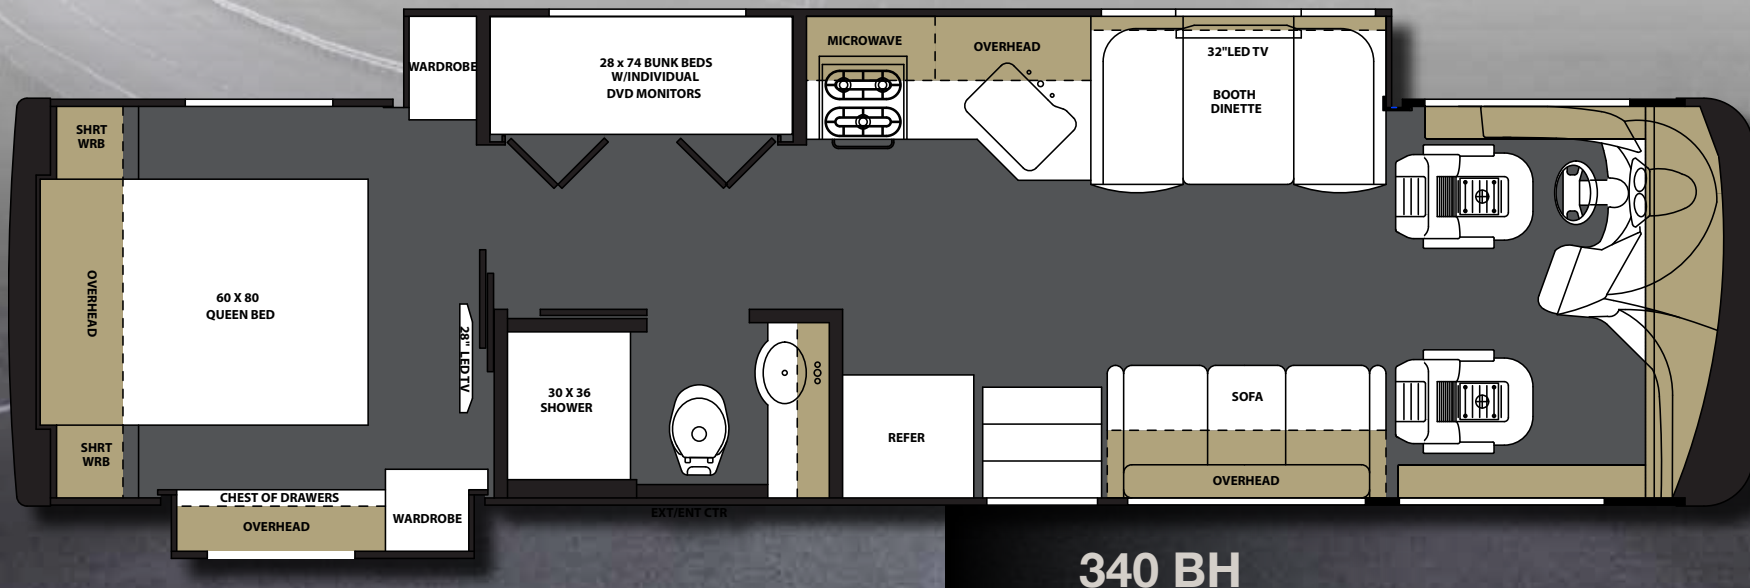 WARDROBE
28 x 74 BUNK BEDS
W/INDIVIDUAL
DVD MONITORS
MICROWAVE
OVERHEAD
32"LED TV
BOOTH
DINETTE
SHRT
WRB
OVERHEAD
60 X 80
QUEEN BED
28" LED TV
30 X 36
SHOWER
REFER
SOFA
OVERHEAD
SHRT
WRB
CHEST OF DRAWERS
OVERHEAD
WARDROBE
EXT/ENT CTR
340 BH